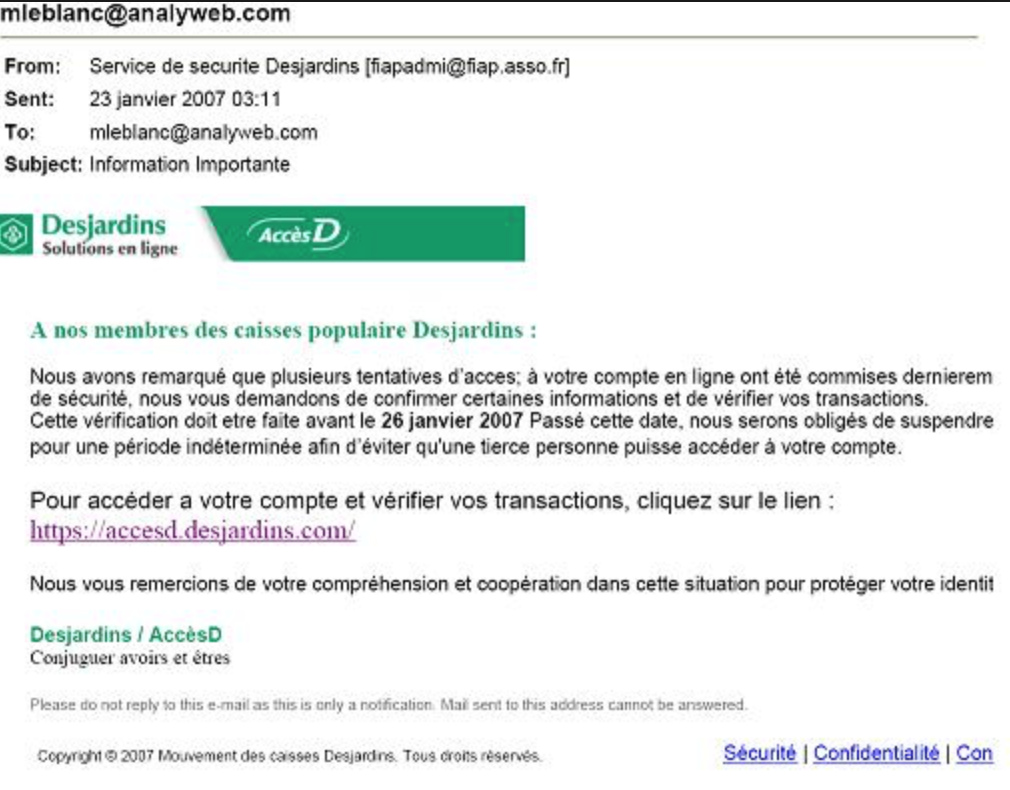 mleblanc@analyweb.com
From: Service de securite Desjardins [fiapadmi@fiap.asso.fr]
Sent: 23 janvier 2007 03:11
To: mleblanc@analyweb.com
Subject: Information Importante
Desjardins
Solutions en ligne
AccèsD
A nos membres des caisses populaire Desjardins :
Nous avons remarqué que plusieurs tentatives d'acces; à votre compte en ligne ont été commises dernierem
de sécurité, nous vous demandons de confirmer certaines informations et de vérifier vos transactions.
Cette vérification doit etre faite avant le 26 janvier 2007 Passé cette date, nous serons obligés de suspendre
pour une période indéterminée afin d'éviter qu'une tierce personne puisse accéder à votre compte.
Pour accéder a votre compte et vérifier vos transactions, cliquez sur le lien :
https://accesd.desjardins.com/
Nous vous remercions de votre compréhension et coopération dans cette situation pour protéger votre identit
Desjardins / AccèsD
Conjuguer avoirs et êtres
Please do not reply to this e-mail as this is only a notification. Mail sent to this address cannot be answered.
Copyright © 2007 Mouvement des caisses Desjardins. Tous droits réservés.
Sécurité | Confidentialité | Con